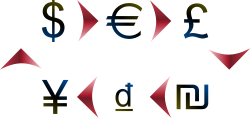 $ € £
¥ ₫ ₪